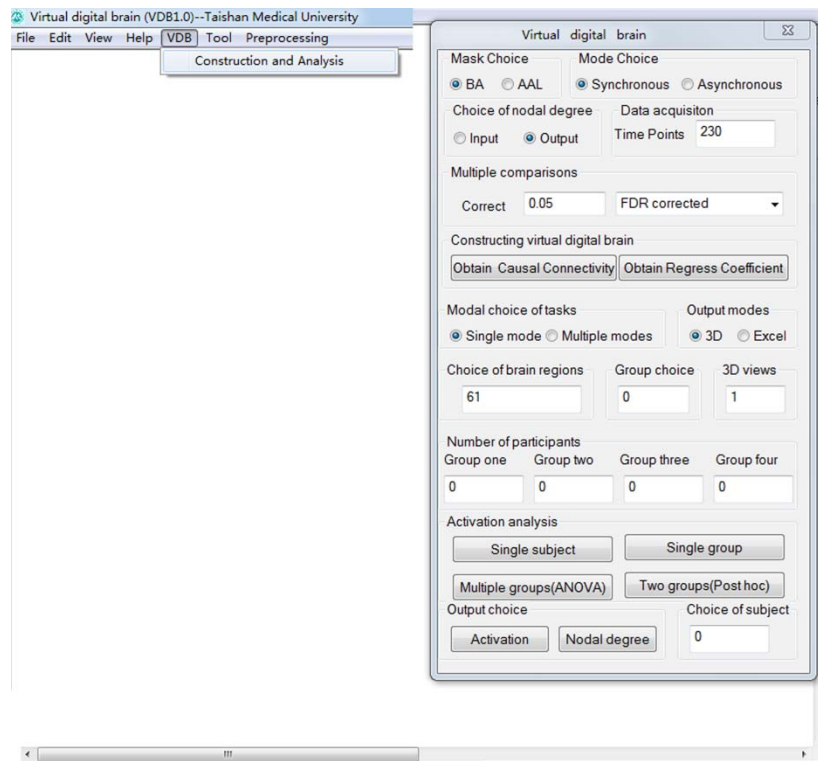 Virtual digital brain (VDB1.0)--Taishan Medical University
File Edit View Help VDB Tool Preprocessing
Construction and Analysis
Virtual digital brain
Mask Choice Mode Choice
BA AAL Synchronous Asynchronous
Choice of nodal degree Data acquisiton
Input Output Time Points 230
Multiple comparisons
Correct 0.05 FDR corrected
Constructing virtual digital brain
Obtain Causal Connectivity Obtain Regress Coefficient
Modal choice of tasks Output modes
Single mode Multiple modes 3D Excel
Choice of brain regions Group choice 3D views
61 0 1
Number of participants
Group one Group two Group three Group four
0 0 0 0
Activation analysis
Single subject Single group
Multiple groups(ANOVA) Two groups(Post hoc)
Output choice Choice of subject
Activation Nodal degree 0